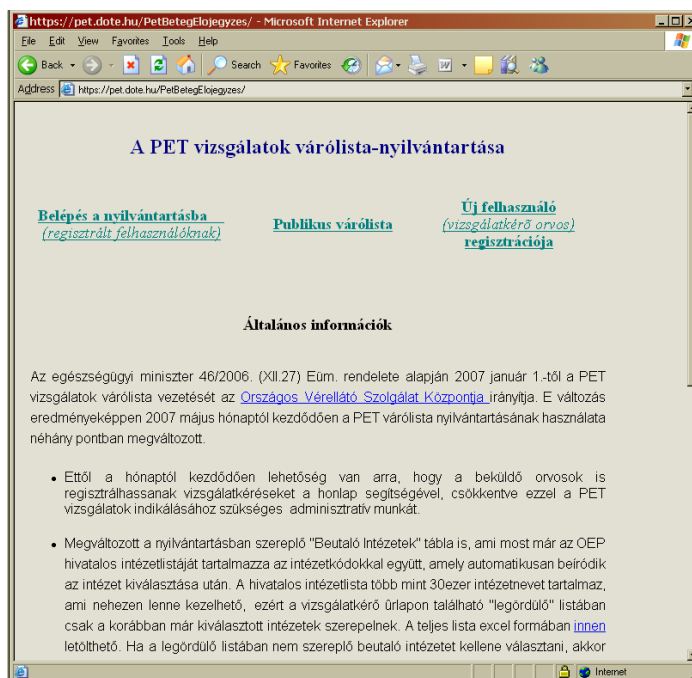 https://pet.dote.hu/PetBetegElojegyzes/ - Microsoft Internet Explorer
File Edit View Favorites Tools Help
Back Search Favorites
Address https://pet.dote.hu/PetBetegElojegyzes/
A PET vizsgálatok várólista-nyilvántartása
Belépés a nyilvántartásba
(regisztrált felhasználóknak)
Publikus várólista
Új felhasználó
(vizsgálatkérõ orvos)
regisztrációja
Általános információk
Az egészségügyi miniszter 46/2006. (XII.27) Eüm. rendelete alapján 2007 január 1.-től a PET
vizsgálatok várólista vezetését az Országos Vérellátó Szolgálat Központja irányítja. E változás
eredményeképpen 2007 május hónaptól kezdődően a PET várólista nyilvántartásának használata
néhány pontban megváltozott.
• Ettől a hónaptól kezdődően lehetőség van arra, hogy a beküldő orvosok is
regisztrálhassanak vizsgálatkéréseket a honlap segítségével, csökkentve ezzel a PET
vizsgálatok indikálásához szükséges adminisztratív munkát.
• Megváltozott a nyilvántartásban szereplő "Beutaló Intézetek" tábla is, ami most már az OEP
hivatalos intézetlistáját tartalmazza az intézetkódokkal együtt, amely automatikusan beíródik
az intézet kiválasztása után. A hivatalos intézetlista több mint 30ezer intézetnevet tartalmaz,
ami nehezen lenne kezelhető, ezért a vizsgálatkérő űrlapon található "legördülő" listában
csak a korábban már kiválasztott intézetek szerepelnek. A teljes lista excel formában innen
letölthető. Ha a legördülő listában nem szereplő beutaló intézetet kellene választani, akkor
Internet